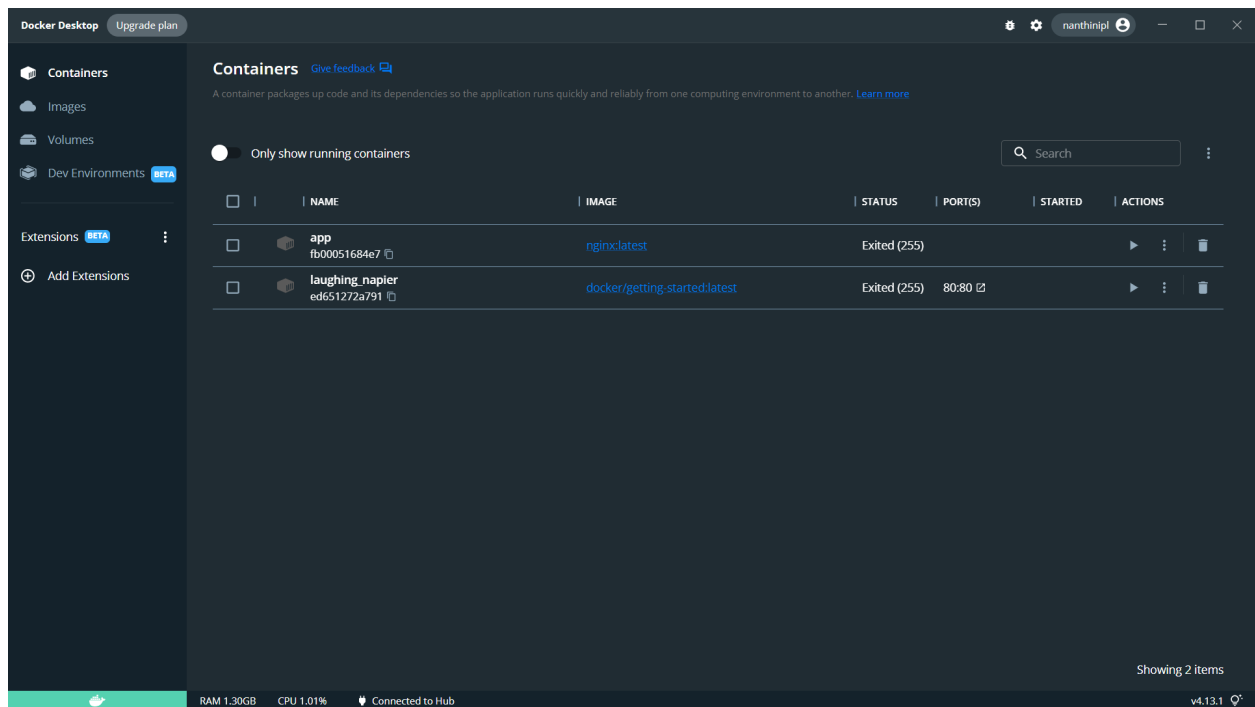 Docker Desktop Upgrade plan nanthinipl
Containers
Images
Volumes
Dev Environments BETA
Extensions BETA
Add Extensions
Containers Give feedback
A container packages up code and its dependencies so the application runs quickly and reliably from one computing environment to another. Learn more
Only show running containers Search
NAME IMAGE STATUS PORT(S) STARTED ACTIONS
app
fb00051684e7 nginx:latest Exited (255)
laughing_napier
ed651272a791 docker/getting-started:latest Exited (255) 80:80
Showing 2 items
RAM 1.30GB CPU 1.01% Connected to Hub v4.13.1